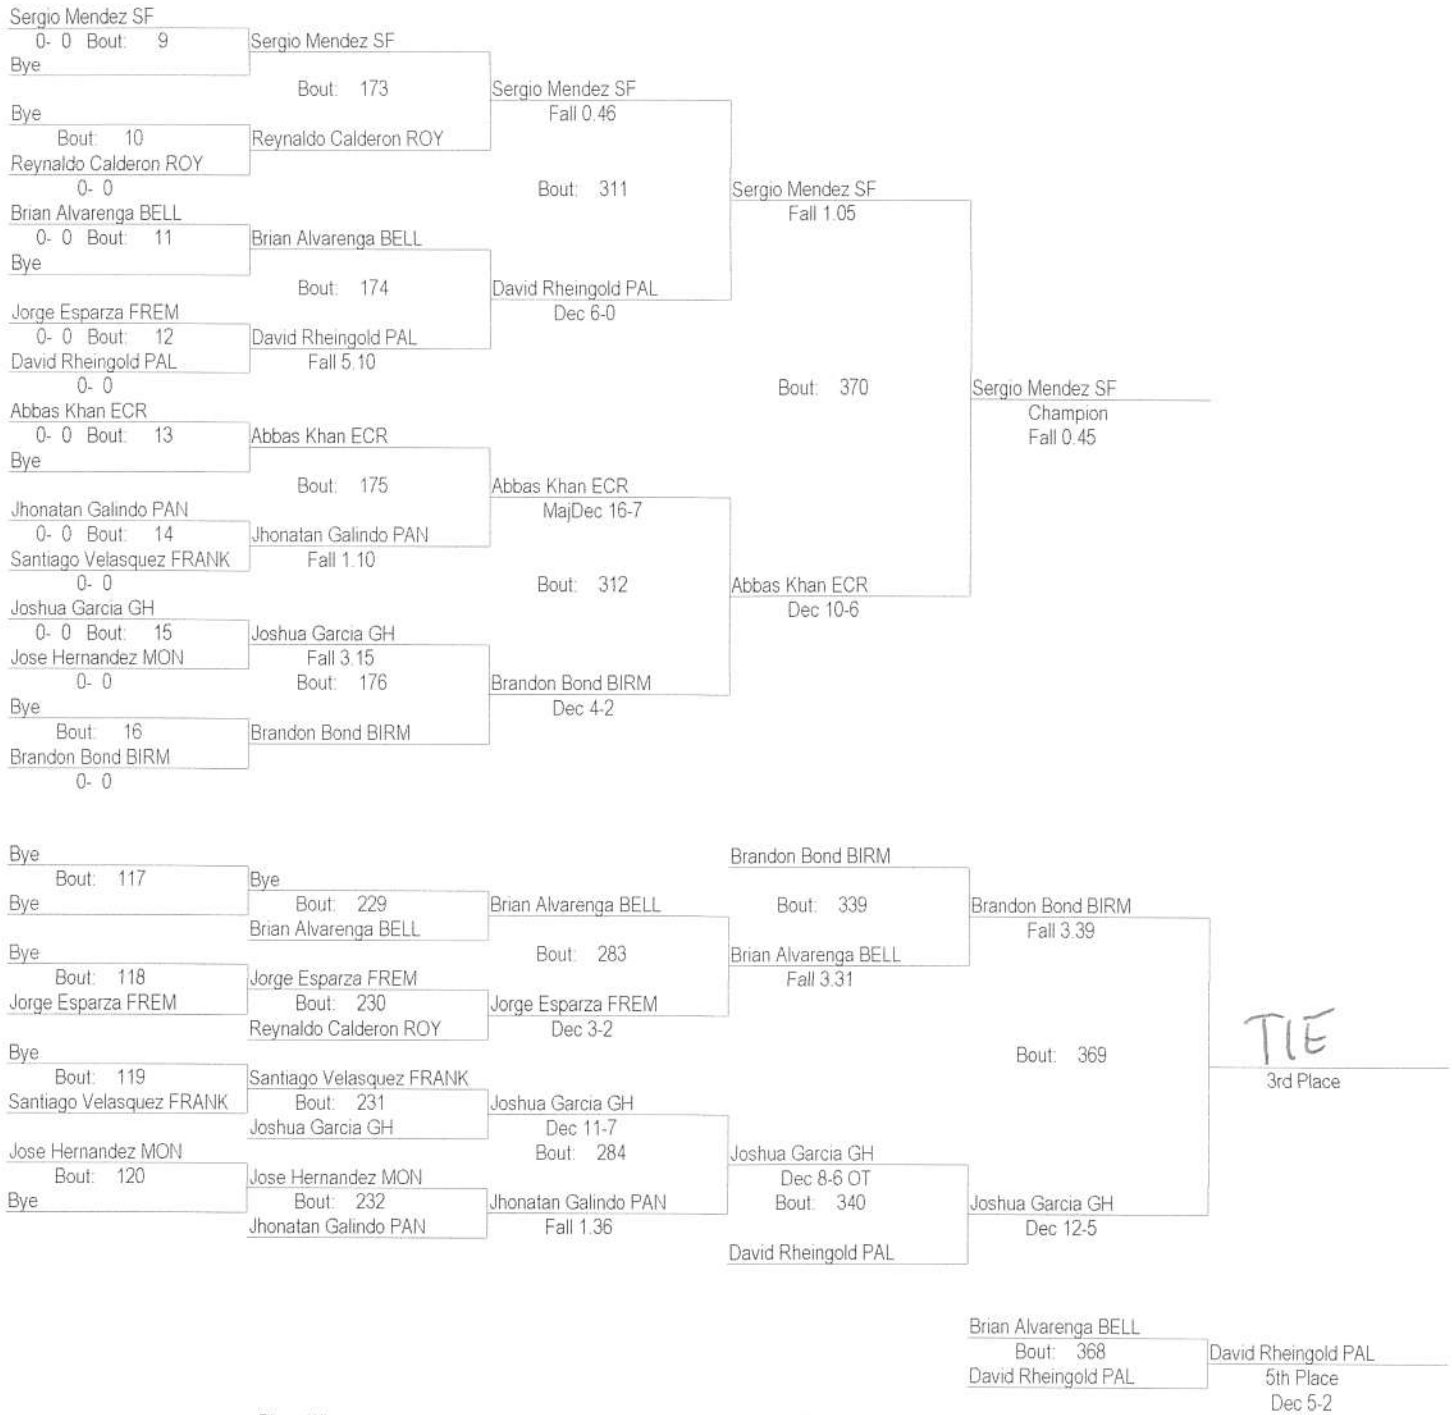 Sergio Mendez SF
0- 0 Bout: 9
Bye
Sergio Mendez SF
Bout: 173
Bye
Bout: 10
Reynaldo Calderon ROY
0- 0
Reynaldo Calderon ROY
Sergio Mendez SF
Fall 0.46
Bout: 311
Brian Alvarenga BELL
0- 0 Bout: 11
Bye
Brian Alvarenga BELL
Bout: 174
Jorge Esparza FREM
0- 0 Bout: 12
David Rheingold PAL
0- 0
David Rheingold PAL
Fall 5.10
David Rheingold PAL
Dec 6-0
Sergio Mendez SF
Fall 1.05
Bout: 370
Abbas Khan ECR
0- 0 Bout: 13
Bye
Abbas Khan ECR
Bout: 175
Jhonatan Galindo PAN
0- 0 Bout: 14
Santiago Velasquez FRANK
0- 0
Jhonatan Galindo PAN
Fall 1.10
Abbas Khan ECR
MajDec 16-7
Bout: 312
Joshua Garcia GH
0- 0 Bout: 15
Jose Hernandez MON
0- 0
Joshua Garcia GH
Fall 3.15
Bout: 176
Bye
Bout: 16
Brandon Bond BIRM
0- 0
Brandon Bond BIRM
Brandon Bond BIRM
Dec 4-2
Abbas Khan ECR
Dec 10-6
Sergio Mendez SF
Champion
Fall 0.45
Bye
Bout: 117
Bye
Bye
Bout: 229
Brian Alvarenga BELL
Brian Alvarenga BELL
Bout: 283
Bye
Bout: 118
Jorge Esparza FREM
Jorge Esparza FREM
Bout: 230
Reynaldo Calderon ROY
Jorge Esparza FREM
Dec 3-2
Brandon Bond BIRM
Bout: 339
Brian Alvarenga BELL
Fall 3.31
Brandon Bond BIRM
Fall 3.39
Bout: 369
Bye
Bout: 119
Santiago Velasquez FRANK
Santiago Velasquez FRANK
Bout: 231
Joshua Garcia GH
Joshua Garcia GH
Dec 11-7
Bout: 284
Jose Hernandez MON
Bout: 120
Bye
Jose Hernandez MON
Bout: 232
Jhonatan Galindo PAN
Jhonatan Galindo PAN
Fall 1.36
Joshua Garcia GH
Dec 8-6 OT
Bout: 340
David Rheingold PAL
Joshua Garcia GH
Dec 12-5
TIE
3rd Place
Brian Alvarenga BELL
Bout: 368
David Rheingold PAL
David Rheingold PAL
5th Place
Dec 5-2